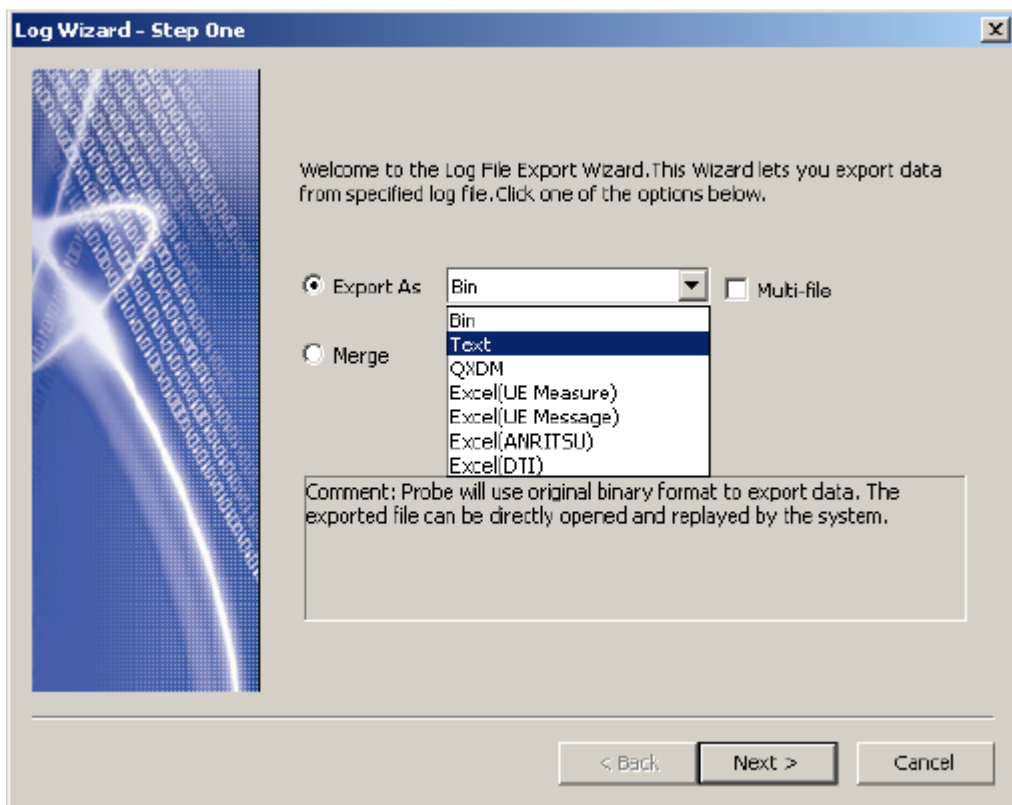 Log Wizard - Step One
Welcome to the Log File Export Wizard.This Wizard lets you export data
from specified log file.Click one of the options below.
Export As
Bin
Multi-file
Bin
Text
QXDM
Excel(UE Measure)
Excel(UE Message)
Excel(ANRITSU)
Excel(DTI)
Merge
Comment: Probe will use original binary format to export data. The
exported file can be directly opened and replayed by the system.
< Back
Next >
Cancel